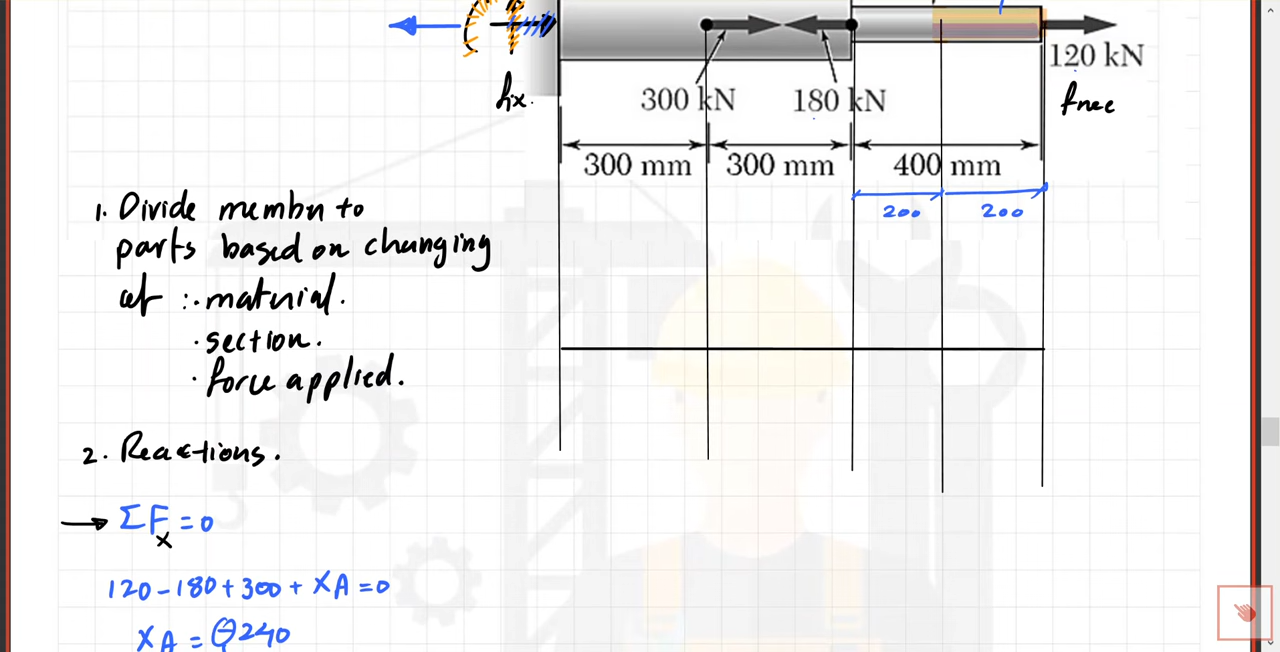 120 kN
fix.
300 kN 180 kN
free
300 mm 300 mm 400 mm
200 200
1. Divide member to
parts based on changing
at :. material.
. section.
. force applied.
2. Reactions.
→ ΣFx = 0
120 - 180 + 300 + XA = 0
XA = ⊖240